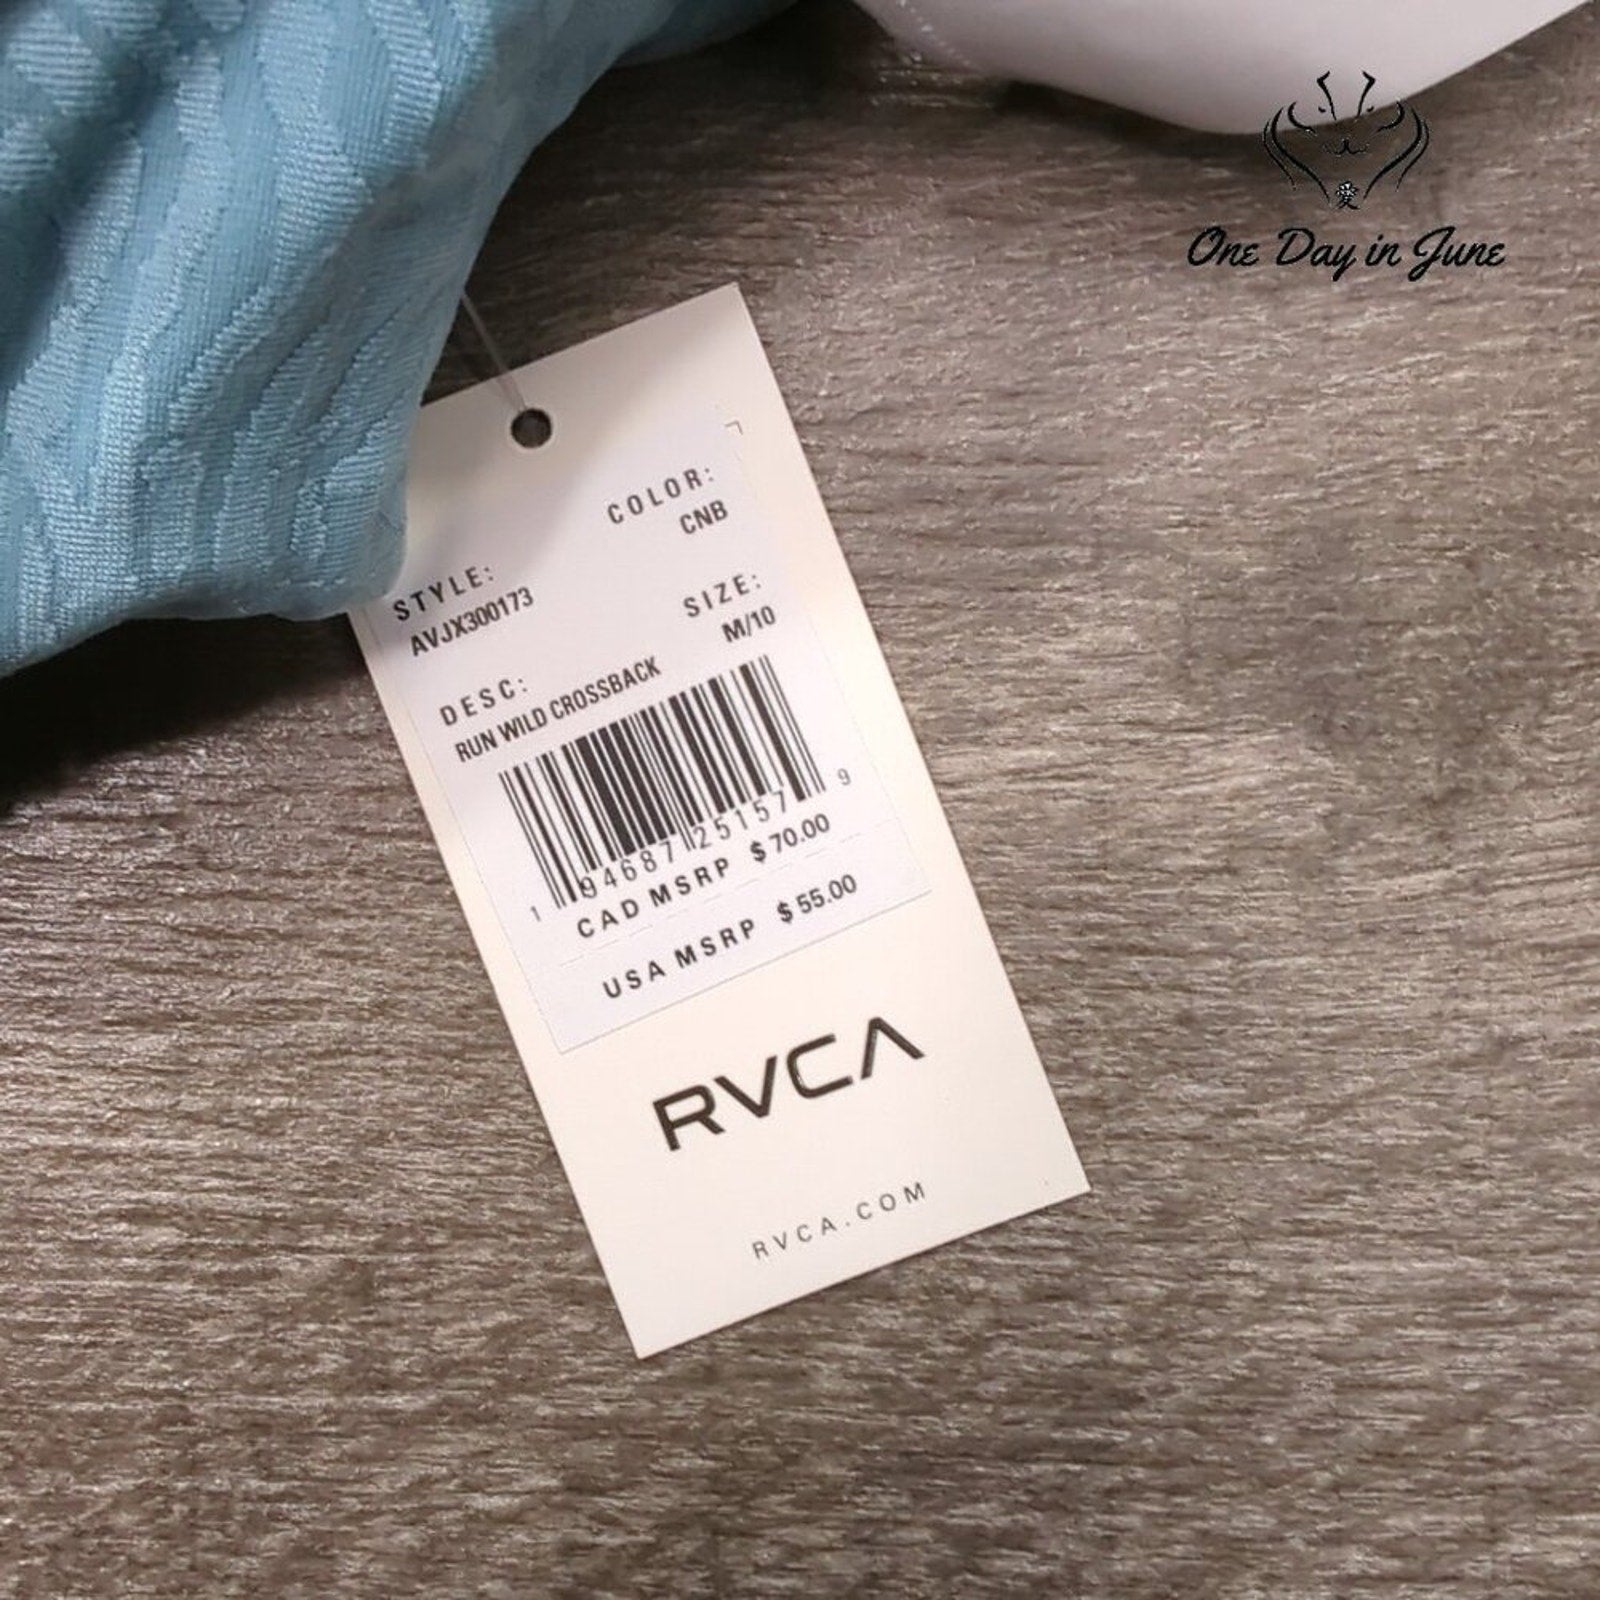 愛
One Day in June
COLOR:
CNB
STYLE:
AVJX300173
SIZE:
M/10
DESC:
RUN WILD CROSSBACK
1 94687 25157 9
CAD MSRP $70.00
USA MSRP $55.00
RVCA
RVCA.COM